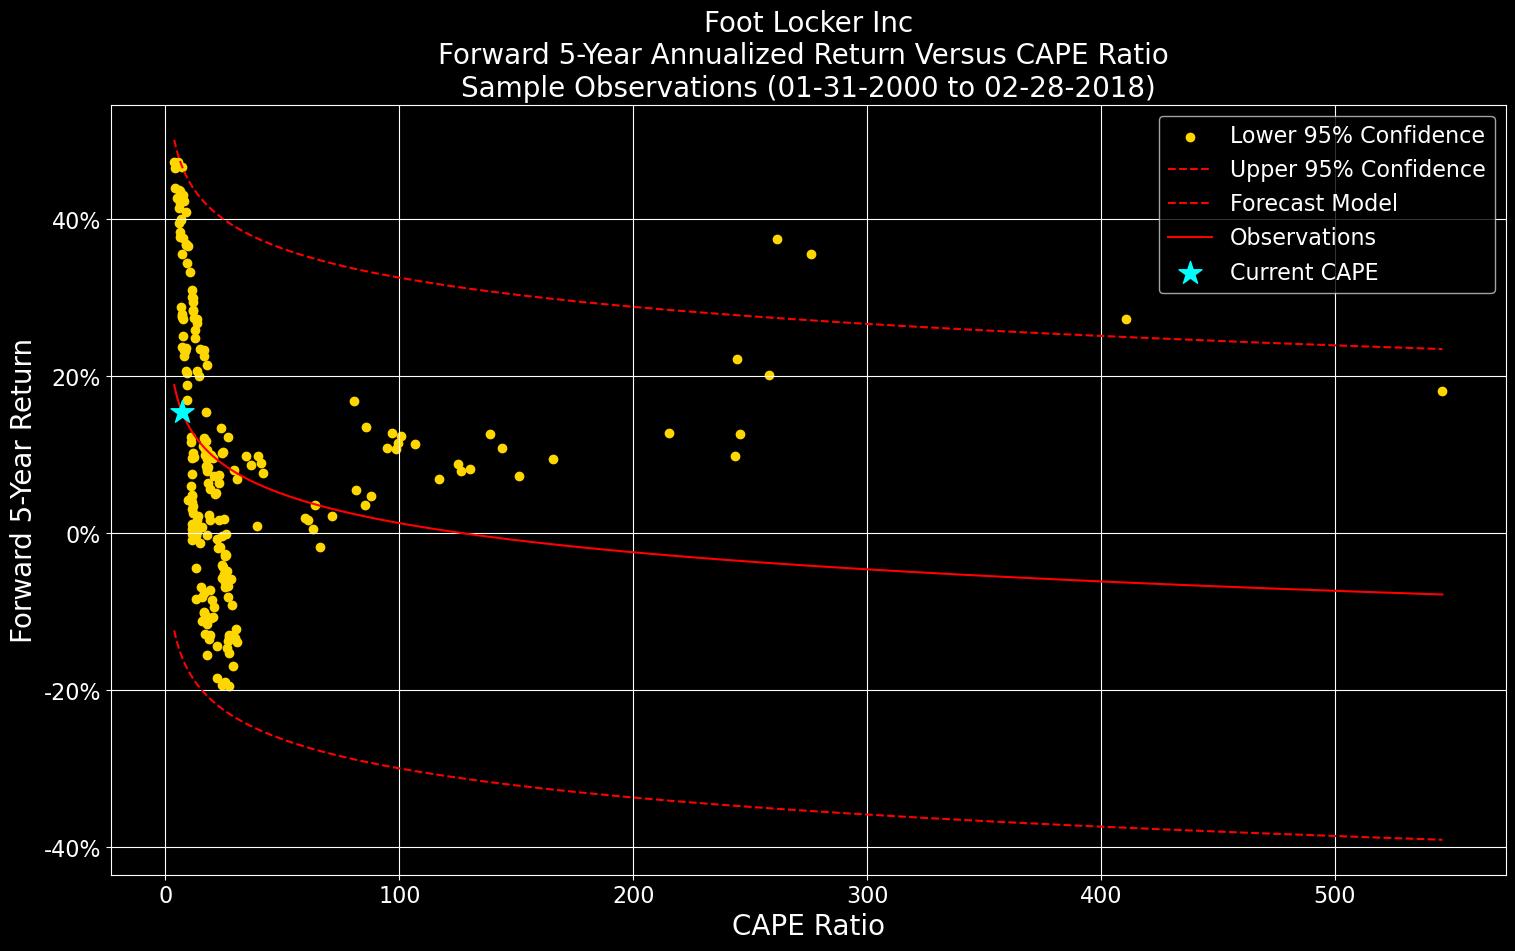 Foot Locker Inc
Forward 5-Year Annualized Return Versus CAPE Ratio
Sample Observations (01-31-2000 to 02-28-2018)
Lower 95% Confidence
Upper 95% Confidence
Forecast Model
Observations
Current CAPE
Forward 5-Year Return
40%
20%
0%
-20%
-40%
0 100 200 300 400 500
CAPE Ratio